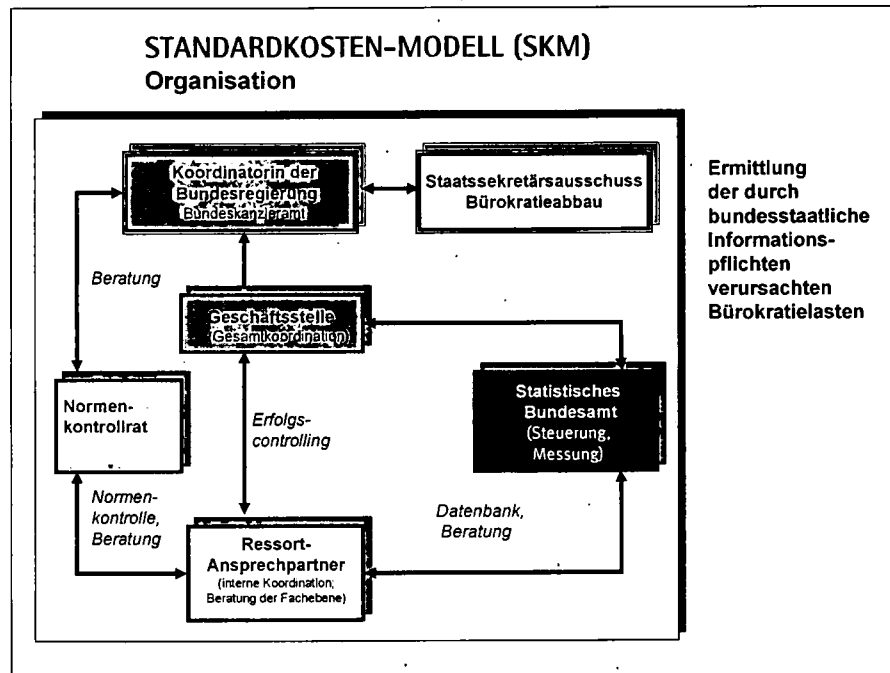 STANDARDKOSTEN-MODELL (SKM)
Organisation
Koordinatorin der
Bundesregierung
Bundeskanzleramt
Staatssekretärsausschuss
Bürokratieabbau
Ermittlung
der durch
bundesstaatliche
Informations-
pflichten
verursachten
Bürokratielasten
Beratung
Geschäftsstelle
(Gesamtkoordination)
Normen-
kontrollrat
Erfolgs-
controlling
Statistisches
Bundesamt
(Steuerung,
Messung)
Normen-
kontrolle,
Beratung
Datenbank,
Beratung
Ressort-
Ansprechpartner
(interne Koordination;
Beratung der Fachebene)